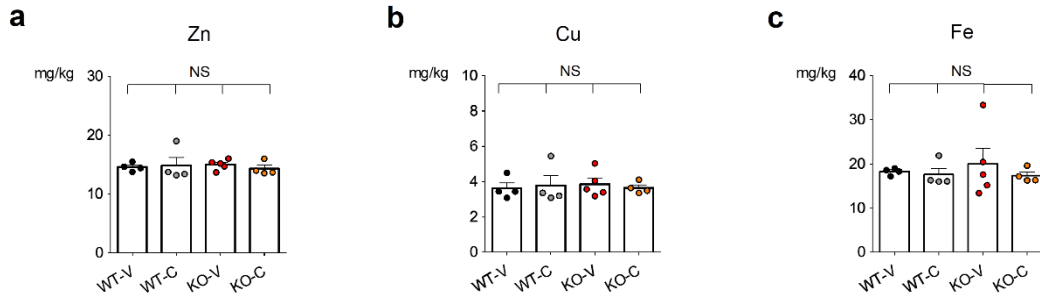 a
Zn
mg/kg
NS
30
20
10
0
WT-V
WT-C
KO-V
KO-C
b
Cu
mg/kg
NS
10
8
6
4
2
0
WT-V
WT-C
KO-V
KO-C
c
Fe
mg/kg
NS
40
30
20
10
0
WT-V
WT-C
KO-V
KO-C